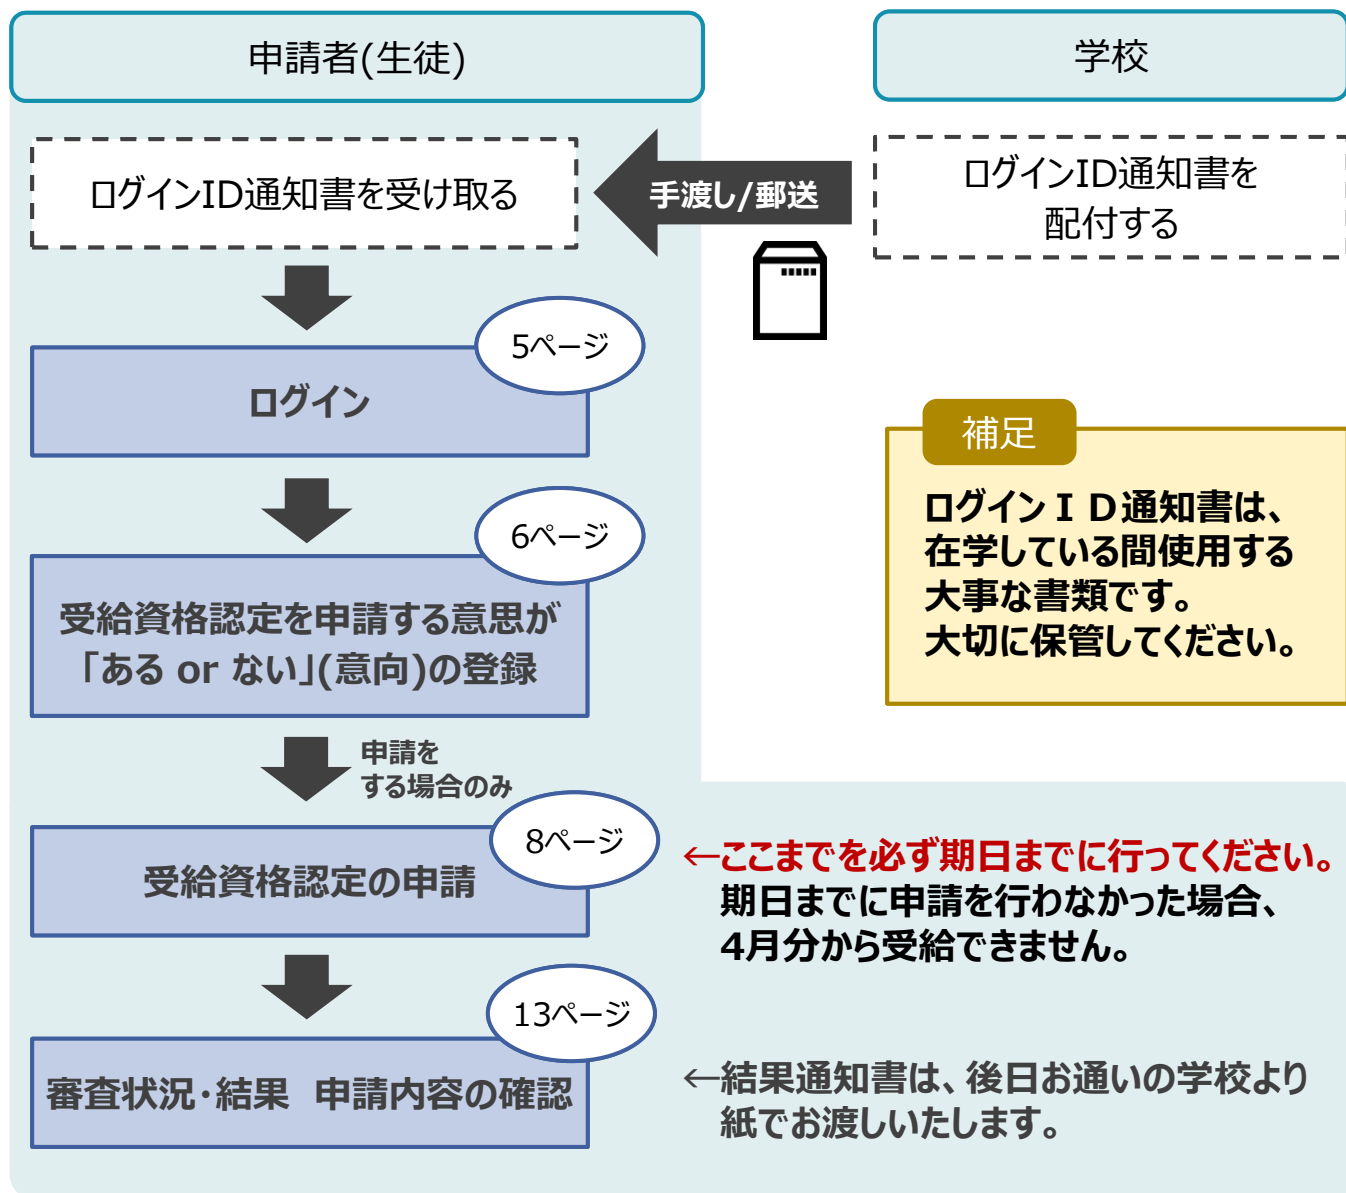 申請者(生徒)
学校
ログインID通知書を受け取る
手渡し/郵送
ログインID通知書を
配付する
5ページ
ログイン
補足
ログインＩＤ通知書は、
在学している間使用する
大事な書類です。
大切に保管してください。
6ページ
受給資格認定を申請する意思が
「ある or ない」(意向)の登録
申請を
する場合のみ
8ページ
受給資格認定の申請
←ここまでを必ず期日までに行ってください。
期日までに申請を行わなかった場合、
4月分から受給できません。
13ページ
審査状況・結果　申請内容の確認
←結果通知書は、後日お通いの学校より
紙でお渡しいたします。